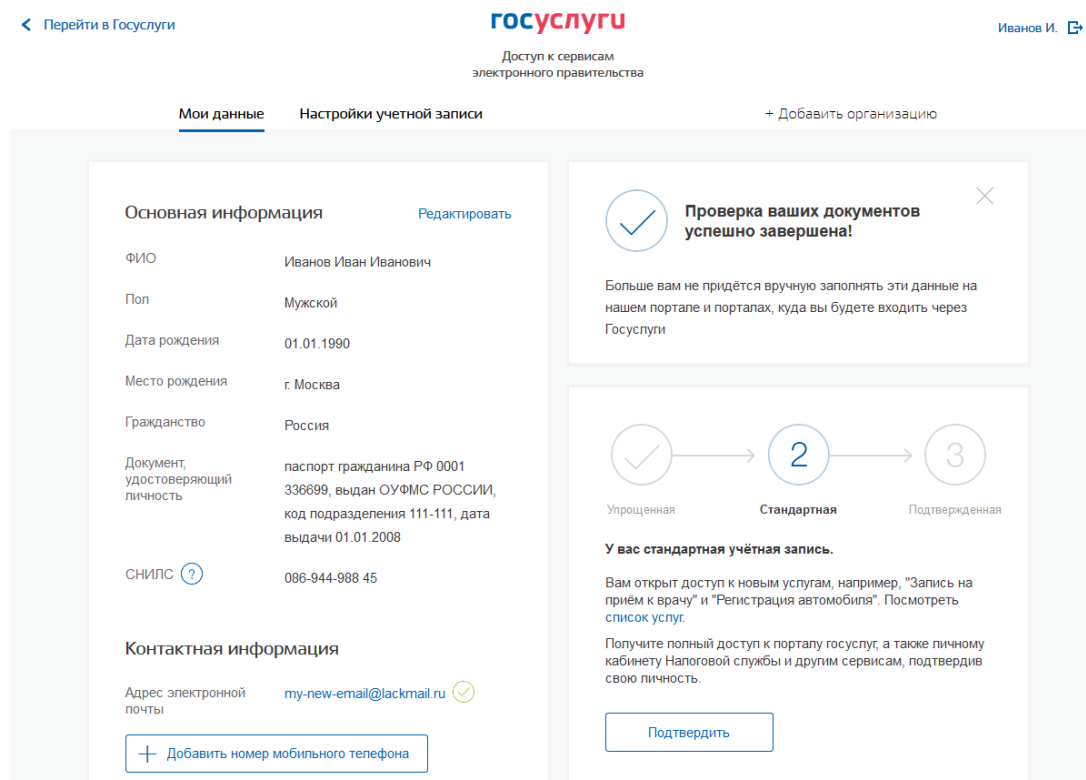 Перейти в Госуслуги
госуслуги
Иванов И.
Доступ к сервисам
электронного правительства
Мои данные
Настройки учетной записи
+ Добавить организацию
Основная информация
Редактировать
ФИО
Иванов Иван Иванович
Пол
Мужской
Дата рождения
01.01.1990
Место рождения
г. Москва
Гражданство
Россия
Документ,
удостоверяющий
личность
паспорт гражданина РФ 0001
336699, выдан ОУФМС РОССИИ,
код подразделения 111-111, дата
выдачи 01.01.2008
СНИЛС ?
086-944-988 45
Контактная информация
Адрес электронной
почты
my-new-email@lackmail.ru
Добавить номер мобильного телефона
Проверка ваших документов
успешно завершена!
Больше вам не придётся вручную заполнять эти данные на
нашем портале и порталах, куда вы будете входить через
Госуслуги
2
3
Упрощенная
Стандартная
Подтвержденная
У вас стандартная учётная запись.
Вам открыт доступ к новым услугам, например, "Запись на
приём к врачу" и "Регистрация автомобиля". Посмотреть
список услуг.
Получите полный доступ к порталу госуслуг, а также личному
кабинету Налоговой службы и другим сервисам, подтвердив
свою личность.
Подтвердить